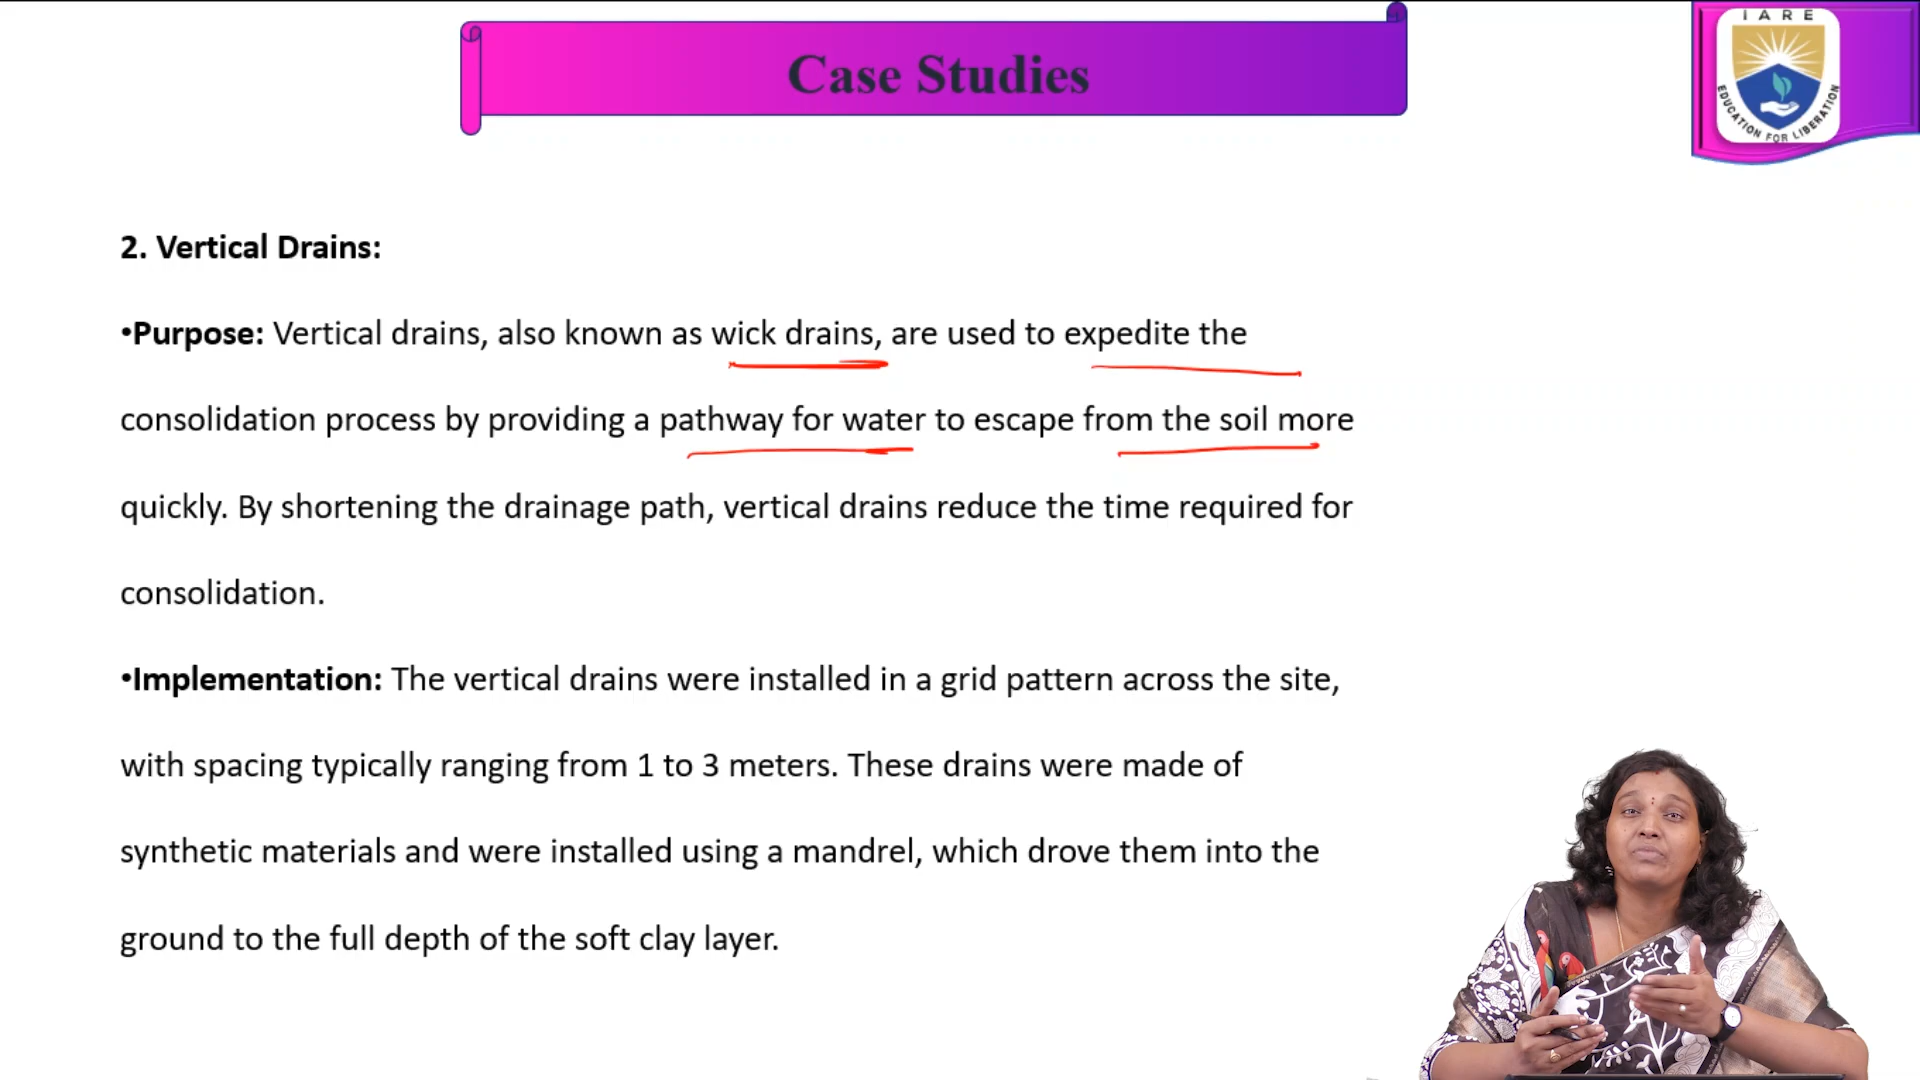 Case Studies
IARE
EDUCATION FOR LIBERATION
2. Vertical Drains:
•Purpose: Vertical drains, also known as wick drains, are used to expedite the
consolidation process by providing a pathway for water to escape from the soil more
quickly. By shortening the drainage path, vertical drains reduce the time required for
consolidation.
•Implementation: The vertical drains were installed in a grid pattern across the site,
with spacing typically ranging from 1 to 3 meters. These drains were made of
synthetic materials and were installed using a mandrel, which drove them into the
ground to the full depth of the soft clay layer.